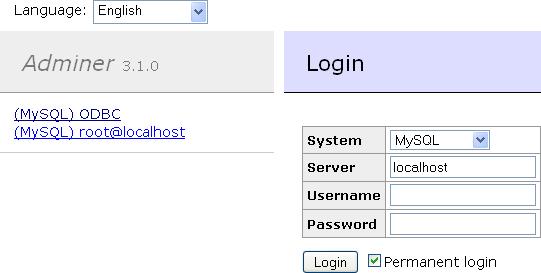 Language: English
Adminer 3.1.0
(MySQL) ODBC
(MySQL) root@localhost
Login
System MySQL
Server localhost
Username
Password
Login Permanent login